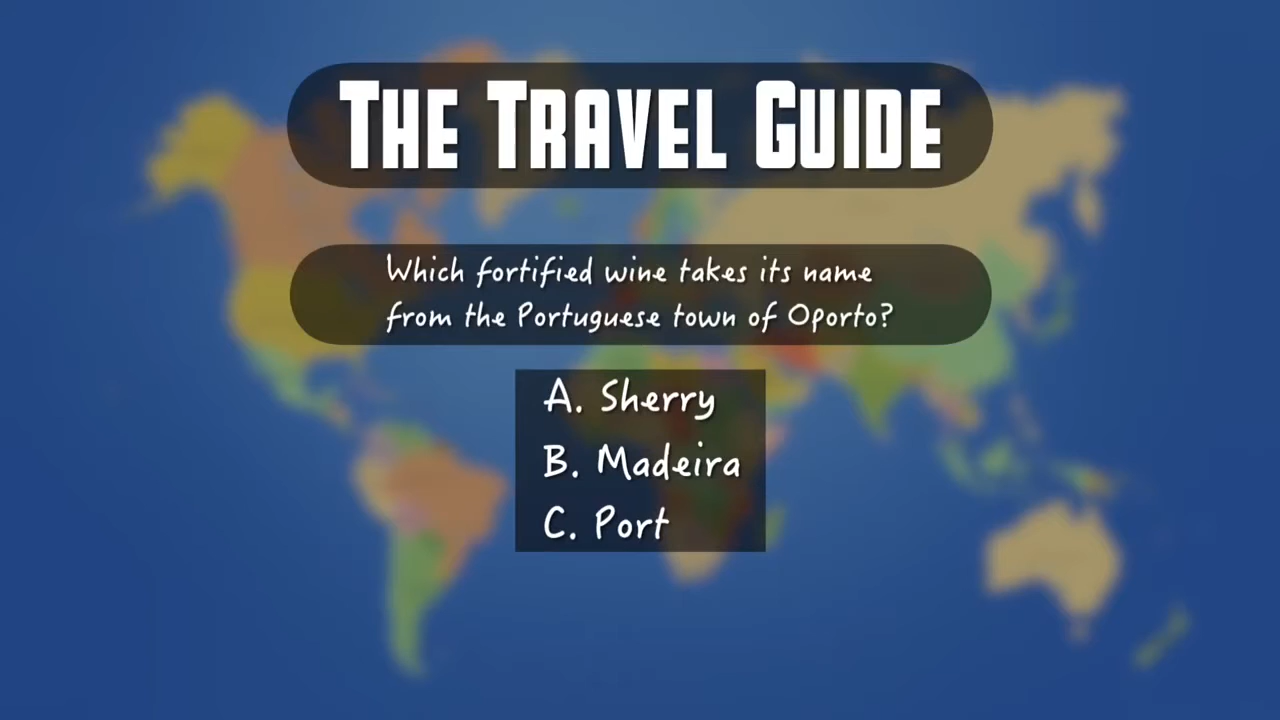 THE TRAVEL GUIDE
Which fortified wine takes its name
from the Portuguese town of Oporto?
A. Sherry
B. Madeira
C. Port